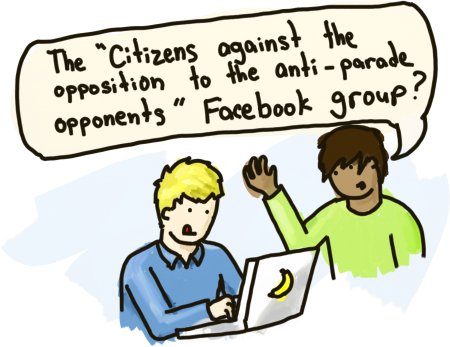 The "Citizens against the
opposition to the anti-parade
opponents" Facebook group?